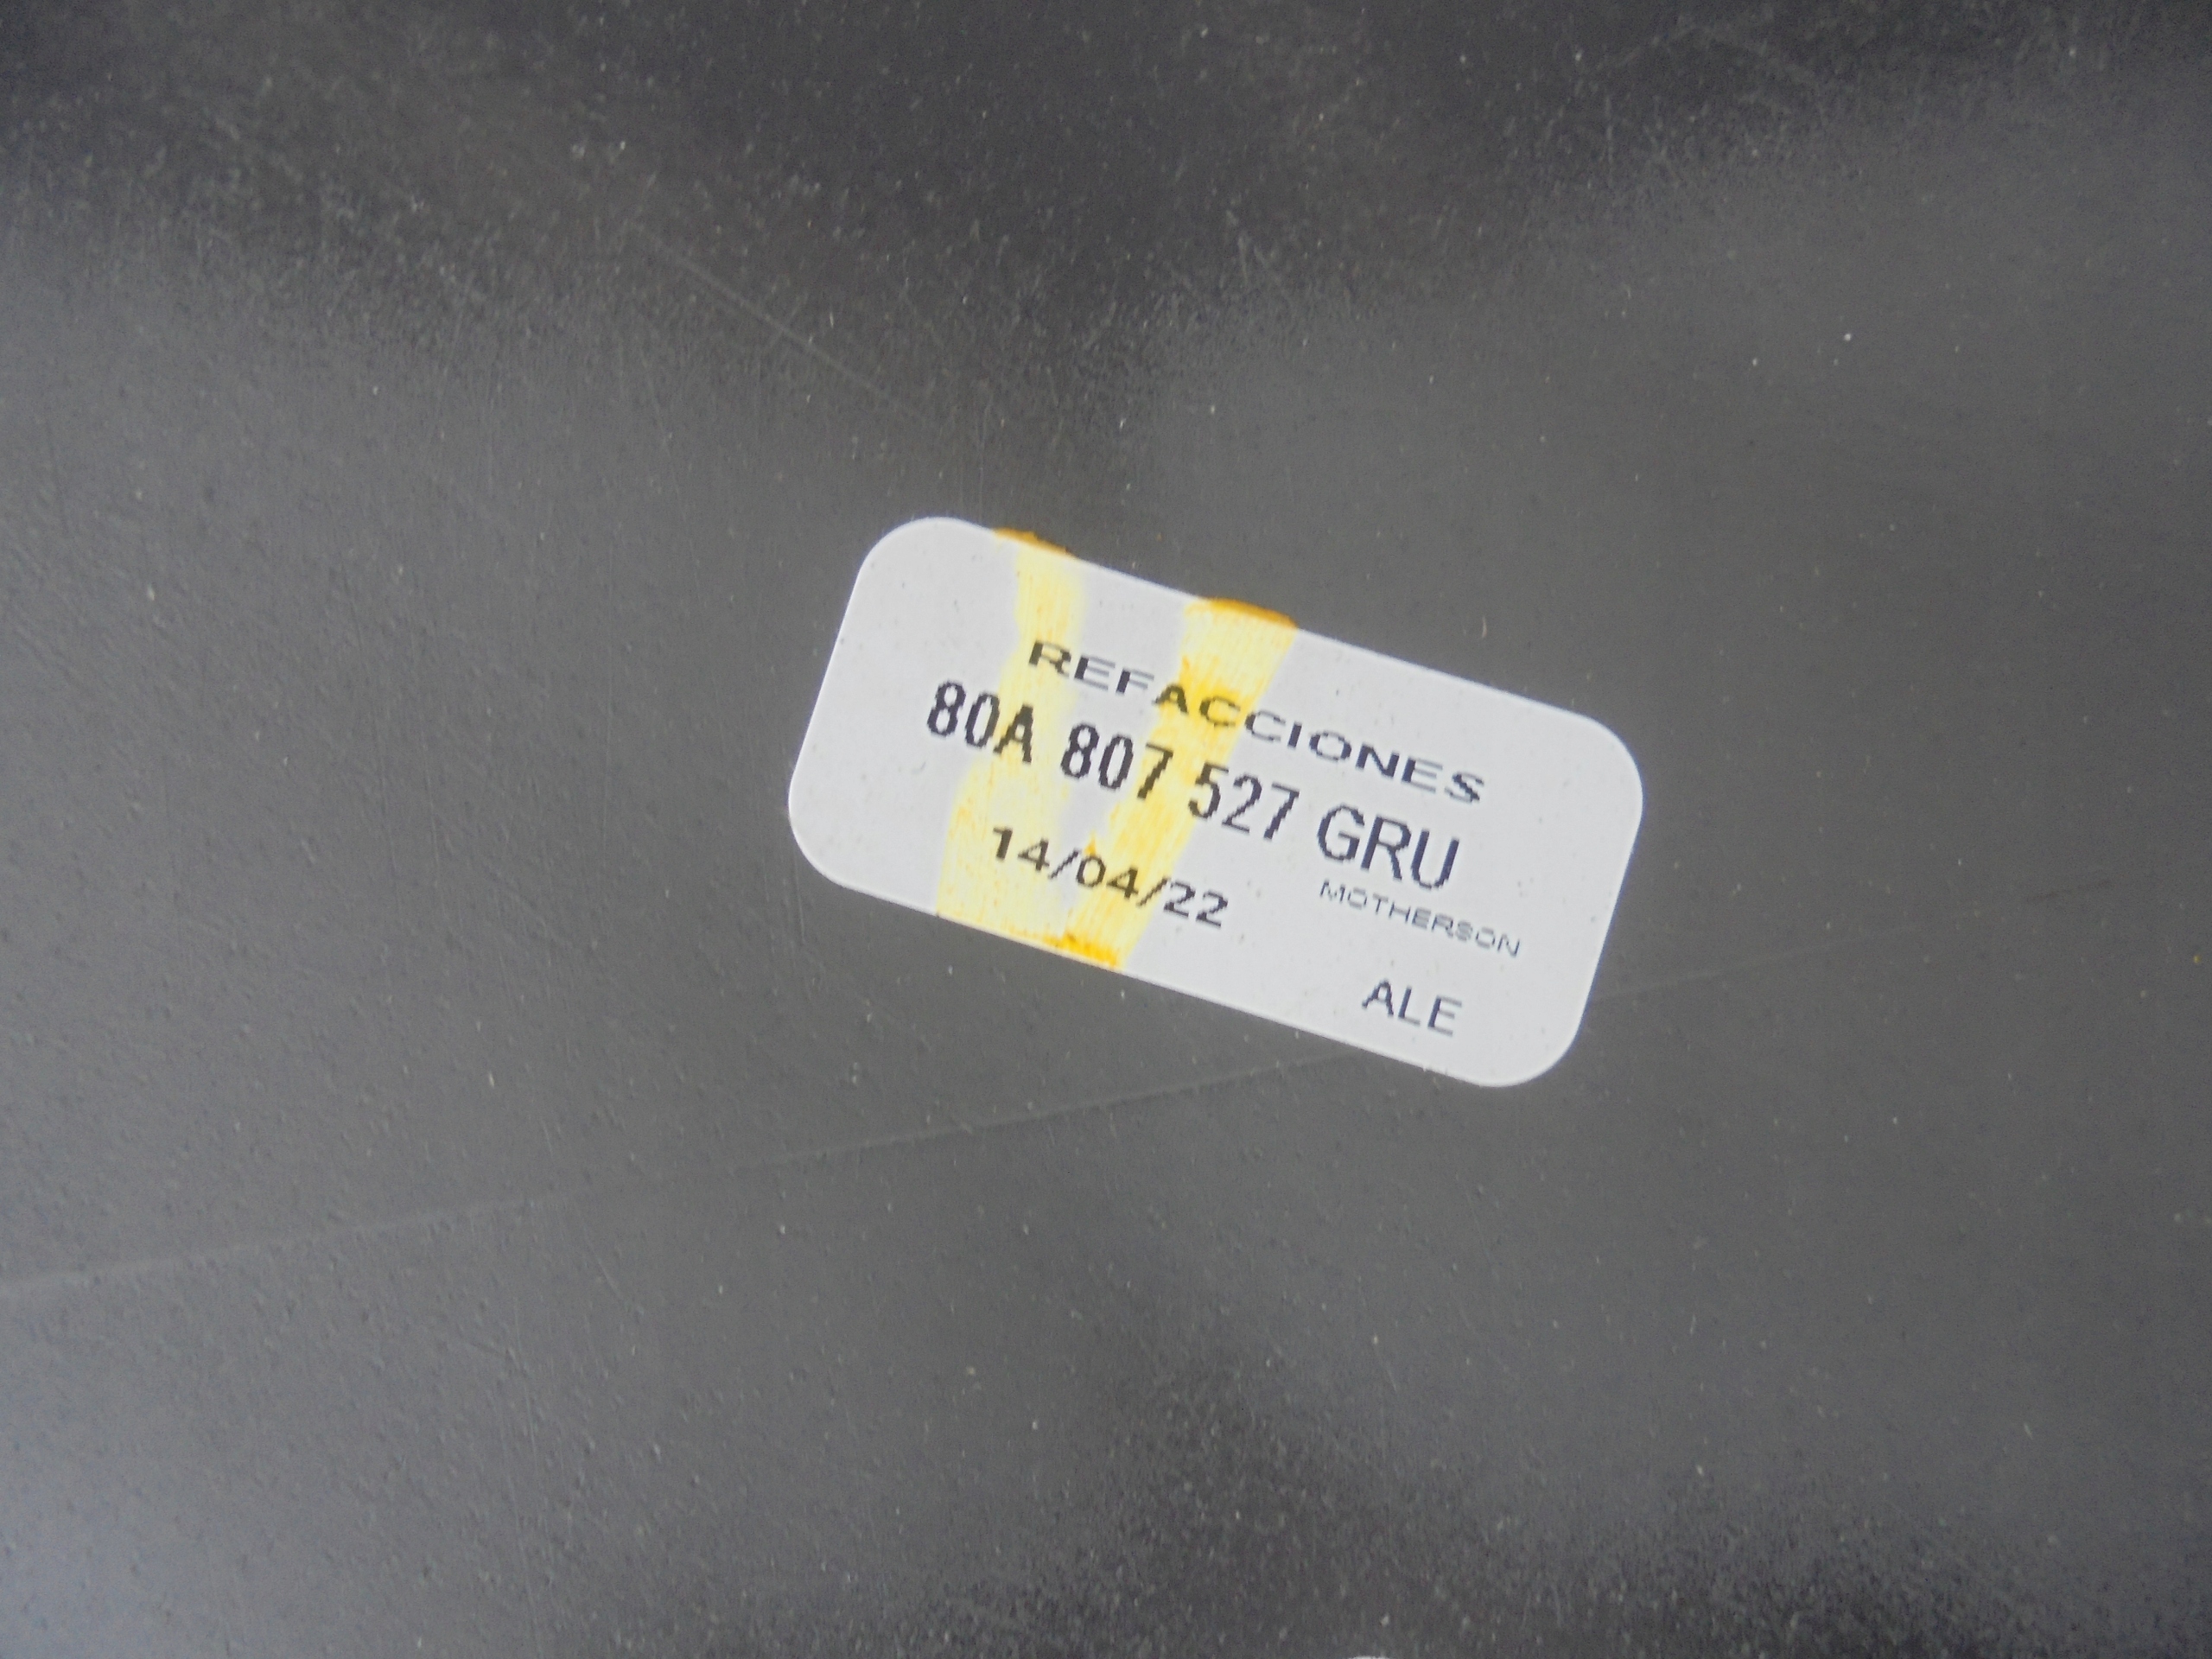 REFACCIONES
80A 807 527 GRU
14/04/22
MOTHERSON
ALE